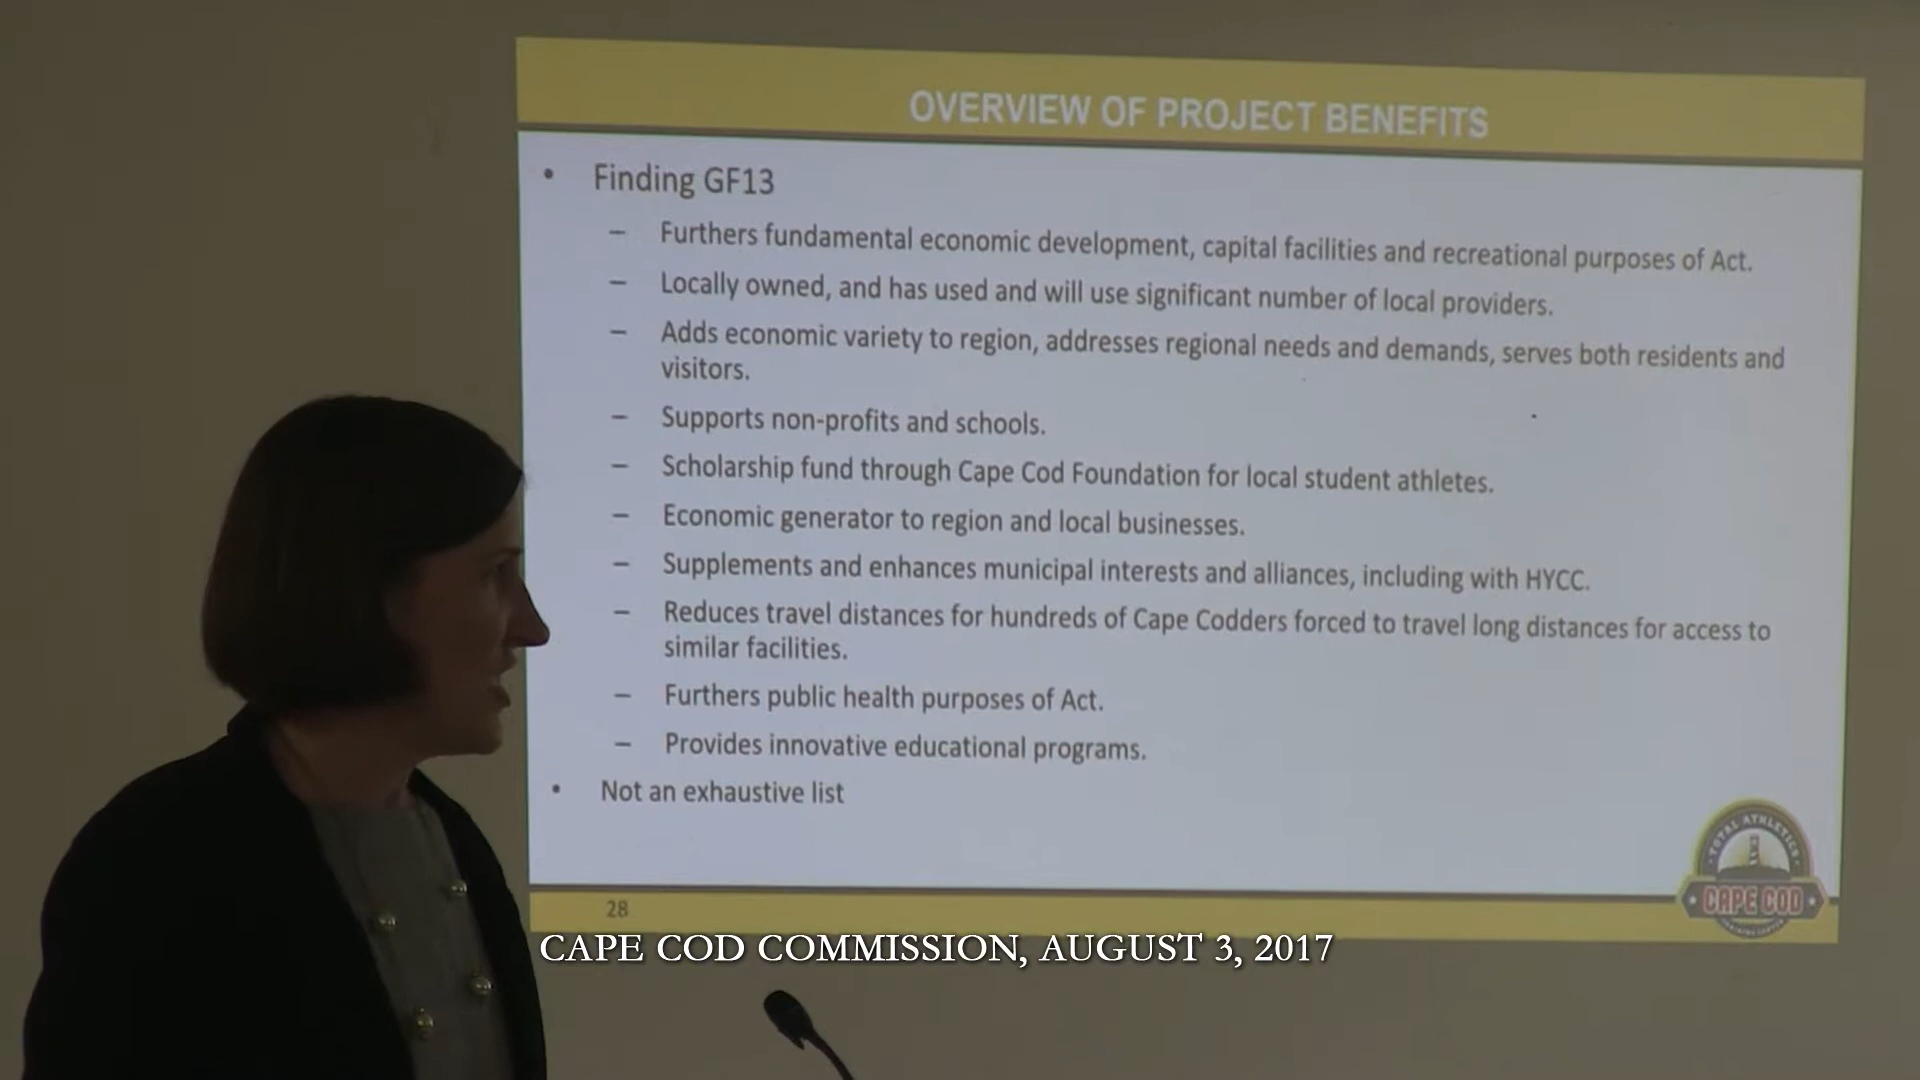 OVERVIEW OF PROJECT BENEFITS
• Finding GF13
– Furthers fundamental economic development, capital facilities and recreational purposes of Act.
– Locally owned, and has used and will use significant number of local providers.
– Adds economic variety to region, addresses regional needs and demands, serves both residents and
visitors.
– Supports non-profits and schools.
– Scholarship fund through Cape Cod Foundation for local student athletes.
– Economic generator to region and local businesses.
– Supplements and enhances municipal interests and alliances, including with HYCC.
– Reduces travel distances for hundreds of Cape Codders forced to travel long distances for access to
similar facilities.
– Furthers public health purposes of Act.
– Provides innovative educational programs.
• Not an exhaustive list
TOTAL ATHLETICS
CAPE COD
28
CAPE COD COMMISSION, AUGUST 3, 2017